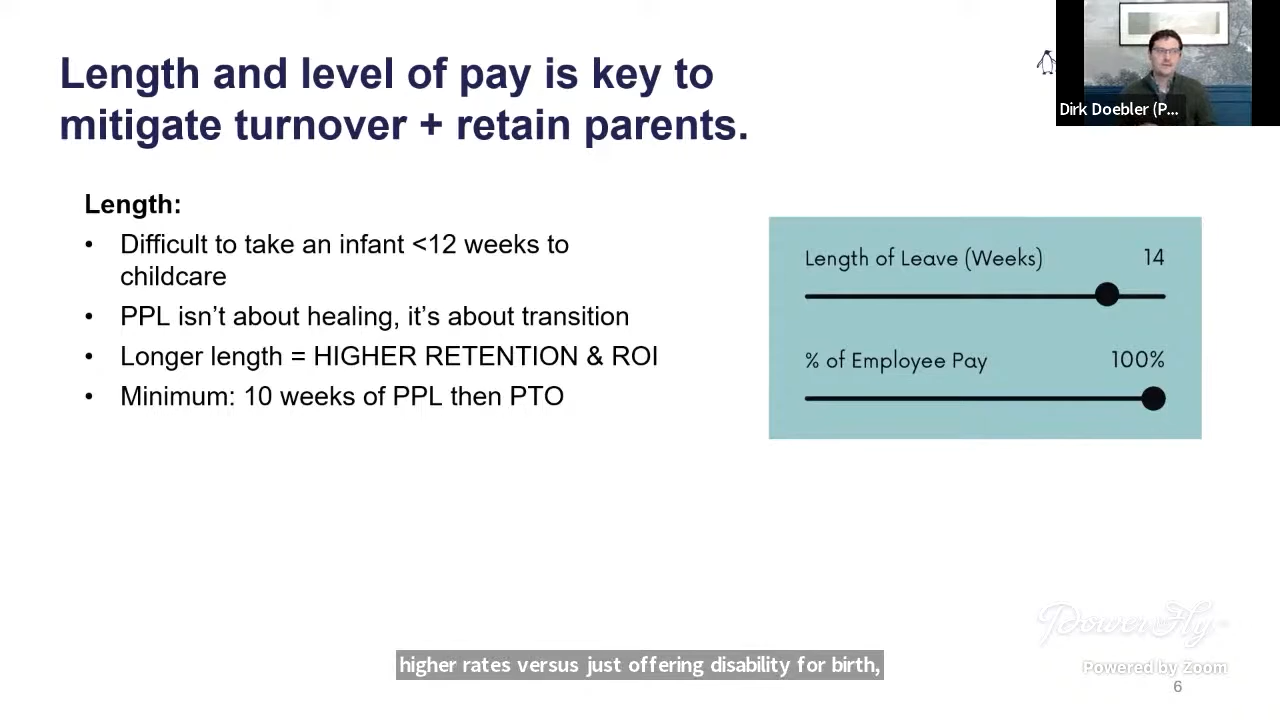 Length and level of pay is key to
mitigate turnover + retain parents.
Dirk Doebler (P...
Length:
• Difficult to take an infant <12 weeks to
childcare
• PPL isn’t about healing, it’s about transition
• Longer length = HIGHER RETENTION & ROI
• Minimum: 10 weeks of PPL then PTO
Length of Leave (Weeks) 14
% of Employee Pay 100%
PowerToFly
higher rates versus just offering disability for birth,
Powered by Zoom
6